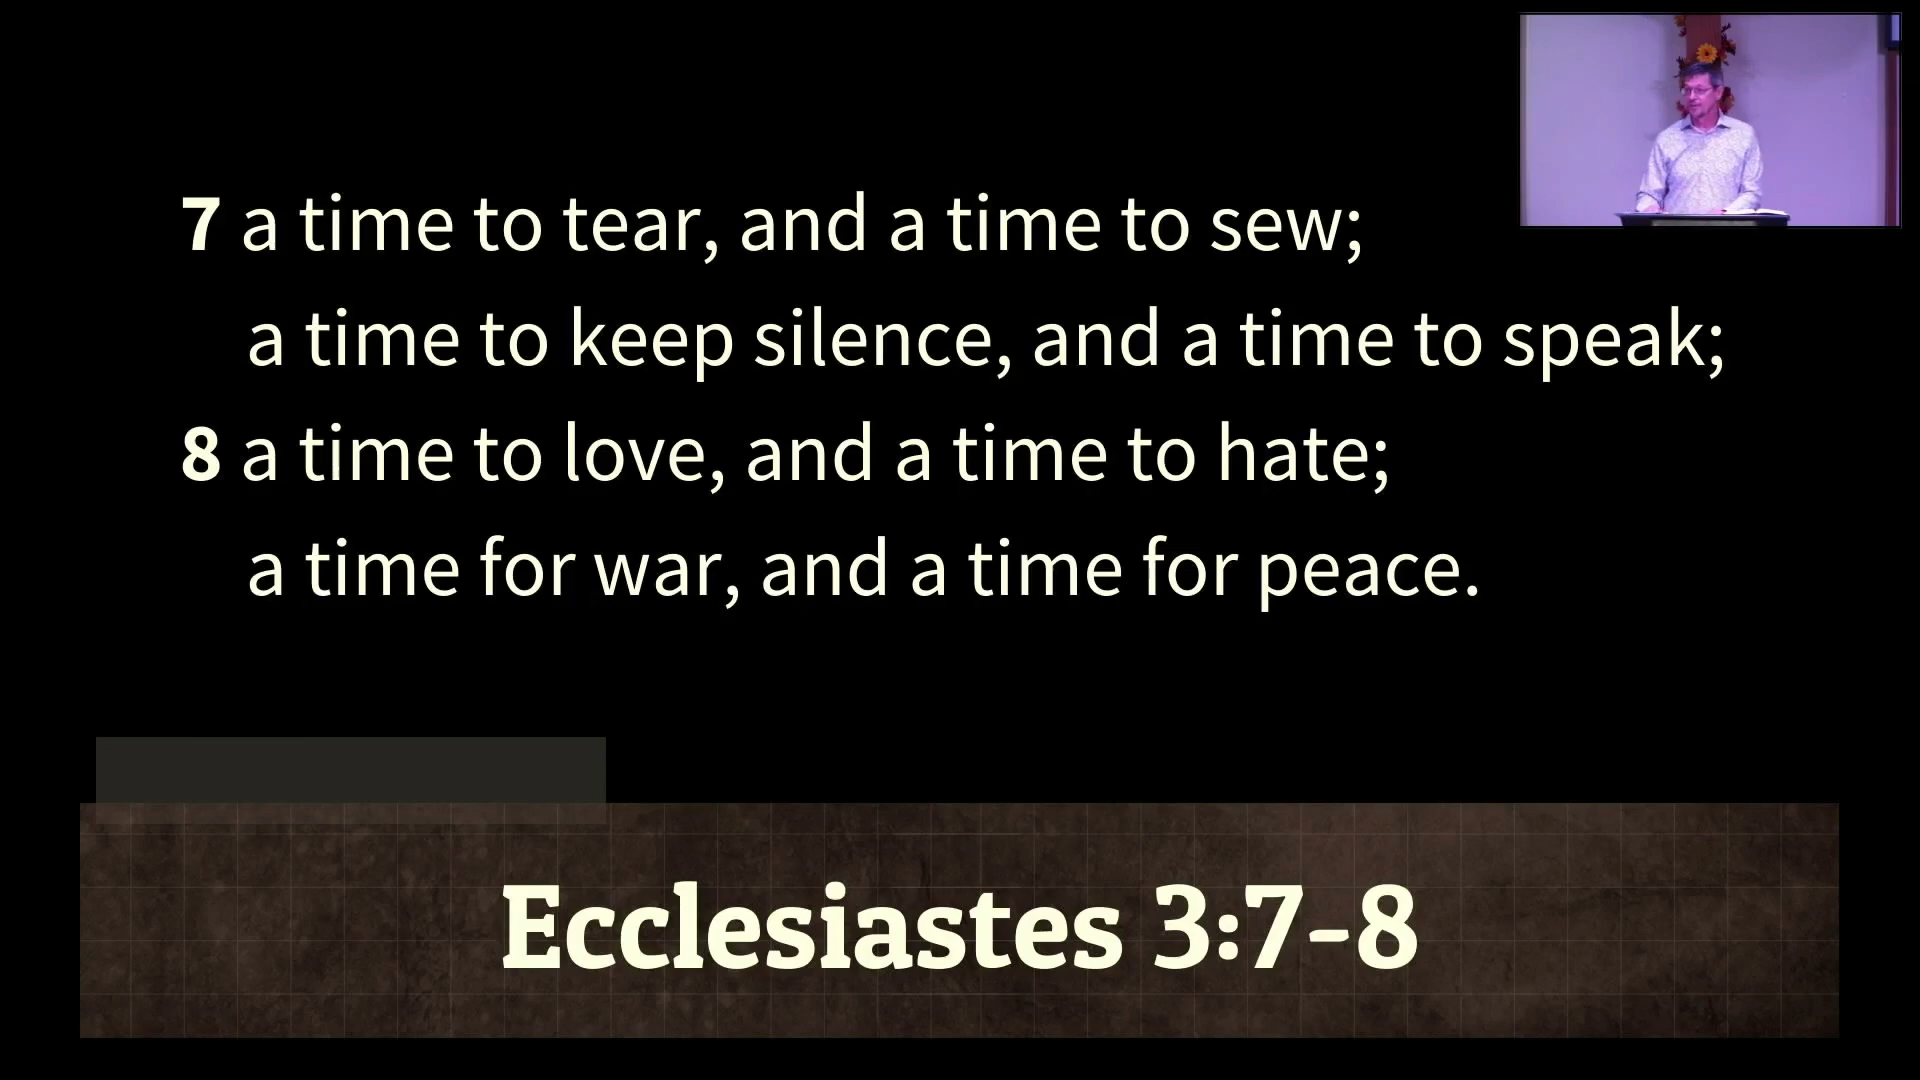 7 a time to tear, and a time to sew;
a time to keep silence, and a time to speak;
8 a time to love, and a time to hate;
a time for war, and a time for peace.
Ecclesiastes 3:7-8